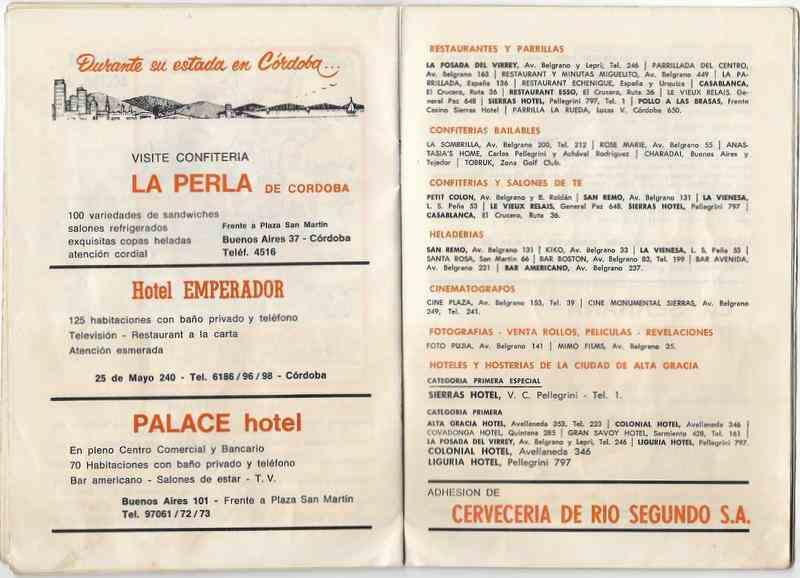 Durante su estada en Córdoba...
VISITE CONFITERIA
LA PERLA DE CORDOBA
100 variedades de sandwiches
salones refrigerados
exquisitas copas heladas
atención cordial
Frente a Plaza San Martín
Buenos Aires 37 - Córdoba
Teléf. 4516
Hotel EMPERADOR
125 habitaciones con baño privado y teléfono
Televisión - Restaurant a la carta
Atención esmerada
25 de Mayo 240 - Tel. 6186/96/98 - Córdoba
PALACE hotel
En pleno Centro Comercial y Bancario
70 Habitaciones con baño privado y teléfono
Bar americano - Salones de estar - T. V.
Buenos Aires 101 - Frente a Plaza San Martín
Tel. 97061/72/73
RESTAURANTES Y PARRILLAS
LA POSADA DEL VIRREY, Av. Belgrano y Lepri, Tel. 246 | PARRILLADA DEL CENTRO,
Av. Belgrano 163 | RESTAURANT Y MINUTAS MIGUELITO, Av. Belgrano 449 | LA PA-
RRILLADA, España 136 | RESTAURANT ECHENIQUE, España y Urquiza | CASABLANCA,
El Crucero, Ruta 36 | RESTAURANT ESSO, El Crucero, Ruta 36 | LE VIEUX RELAIS, Ge-
neral Paz 648 | SIERRAS HOTEL, Pellegrini 797, Tel. 1 | POLLO A LAS BRASAS, Frente
Casino Sierras Hotel | PARRILLA LA RUEDA, Lucas V. Córdoba 650.
CONFITERIAS BAILABLES
LA SOMBRILLA, Av. Belgrano 200, Tel. 212 | ROSE MARIE, Av. Belgrano 55 | ANAS-
TASIA'S HOME, Carlos Pellegrini y Achával Rodríguez | CHARADAI, Buenos Aires y
Tejedor | TOBRUK, Zona Golf Club.
CONFITERIAS Y SALONES DE TE
PETIT COLON, Av. Belgrano y B. Roldán | SAN REMO, Av. Belgrano 131 | LA VIENESA,
L. S. Peña 53 | LE VIEUX RELAIS, General Paz 648, SIERRAS HOTEL, Pellegrini 797 |
CASABLANCA, El Crucero, Ruta 36.
HELADERIAS
SAN REMO, Av. Belgrano 131 | KIKO, Av. Belgrano 33 | LA VIENESA, L. S. Peña 55 |
SANTA ROSA, San Martín 66 | BAR BOSTON, Av. Belgrano 83, Tel. 199 | BAR AVENIDA,
Av. Belgrano 221 | BAR AMERICANO, Av. Belgrano 237.
CINEMATOGRAFOS
CINE PLAZA, Av. Belgrano 153, Tel. 39 | CINE MONUMENTAL SIERRAS, Av. Belgrano
249, Tel. 241.
FOTOGRAFIAS - VENTA ROLLOS, PELICULAS - REVELACIONES
FOTO PUJIA, Av. Belgrano 141 | MIMO FILMS, Av. Belgrano 25.
HOTELES Y HOSTERIAS DE LA CIUDAD DE ALTA GRACIA
CATEGORIA PRIMERA ESPECIAL
SIERRAS HOTEL, V. C. Pellegrini - Tel. 1.
CATEGORIA PRIMERA
ALTA GRACIA HOTEL, Avellaneda 353, Tel. 223 | COLONIAL HOTEL, Avellaneda 346 |
COVADONGA HOTEL, Quintana 285 | GRAN SAVOY HOTEL, Sarmiento 428, Tel. 161 |
LA POSADA DEL VIRREY, Av. Belgrano y Lepri, Tel. 246 | LIGURIA HOTEL, Pellegrini 797.
COLONIAL HOTEL, Avellaneda 346
LIGURIA HOTEL, Pellegrini 797
ADHESION DE
CERVECERIA DE RIO SEGUNDO S.A.